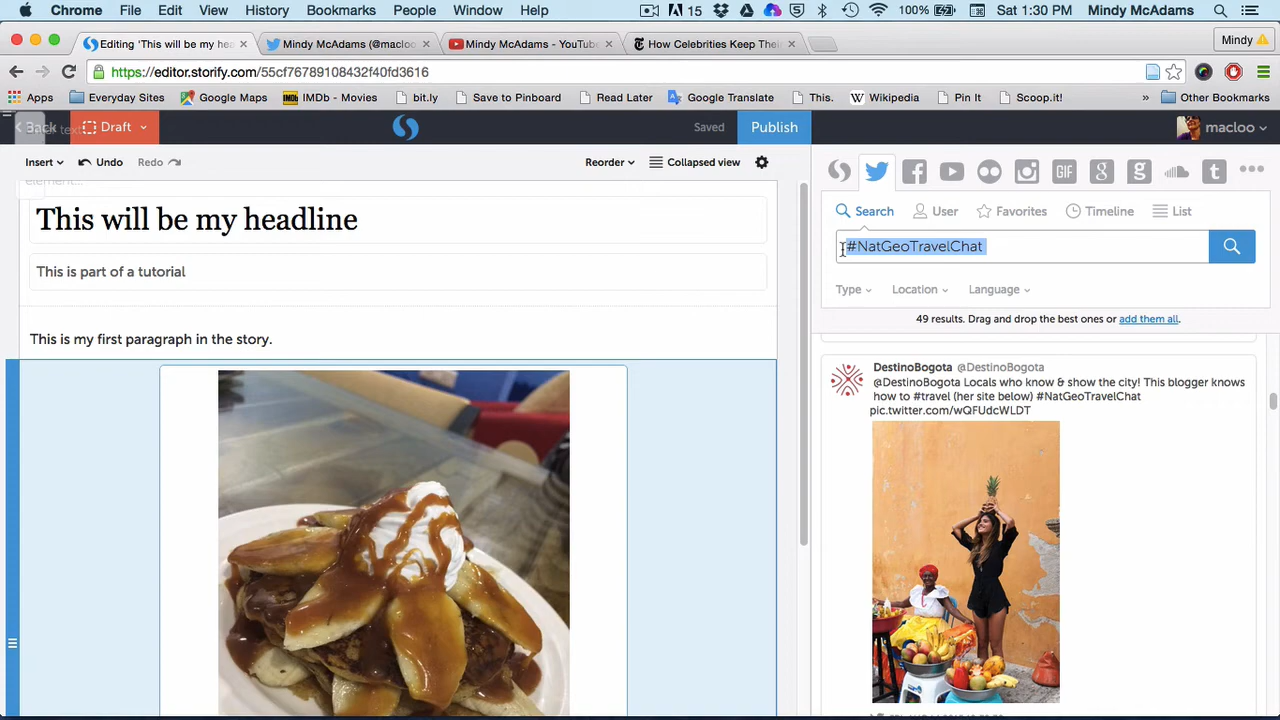 Chrome File Edit View History Bookmarks People Window Help 15 100% Sat 1:30 PM Mindy McAdams
Editing 'This will be my hea Mindy McAdams (@macloo Mindy McAdams - YouTube How Celebrities Keep Thei Mindy
https://editor.storify.com/55cf76789108432f40fd3616
Apps Everyday Sites Google Maps IMDb - Movies bit.ly Save to Pinboard Read Later Google Translate This. Wikipedia Pin It Scoop.it! » Other Bookmarks
Back Draft Saved Publish macloo
Insert Undo Redo Reorder Collapsed view
element...
This will be my headline
This is part of a tutorial
This is my first paragraph in the story.
GIF
Search User Favorites Timeline List
#NatGeoTravelChat
Type Location Language
49 results. Drag and drop the best ones or add them all.
DestinoBogota @DestinoBogota
@DestinoBogota Locals who know & show the city! This blogger knows
how to #travel (her site below) #NatGeoTravelChat
pic.twitter.com/wQFUdcWLDT